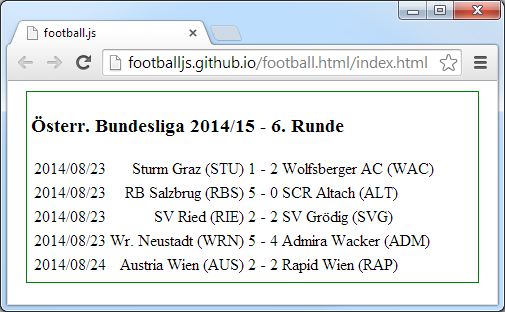 football.js
footballjs.github.io/football.html/index.html
Österr. Bundesliga 2014/15 - 6. Runde
2014/08/23 Sturm Graz (STU) 1 - 2 Wolfsberger AC (WAC)
2014/08/23 RB Salzbrug (RBS) 5 - 0 SCR Altach (ALT)
2014/08/23 SV Ried (RIE) 2 - 2 SV Grödig (SVG)
2014/08/23 Wr. Neustadt (WRN) 5 - 4 Admira Wacker (ADM)
2014/08/24 Austria Wien (AUS) 2 - 2 Rapid Wien (RAP)